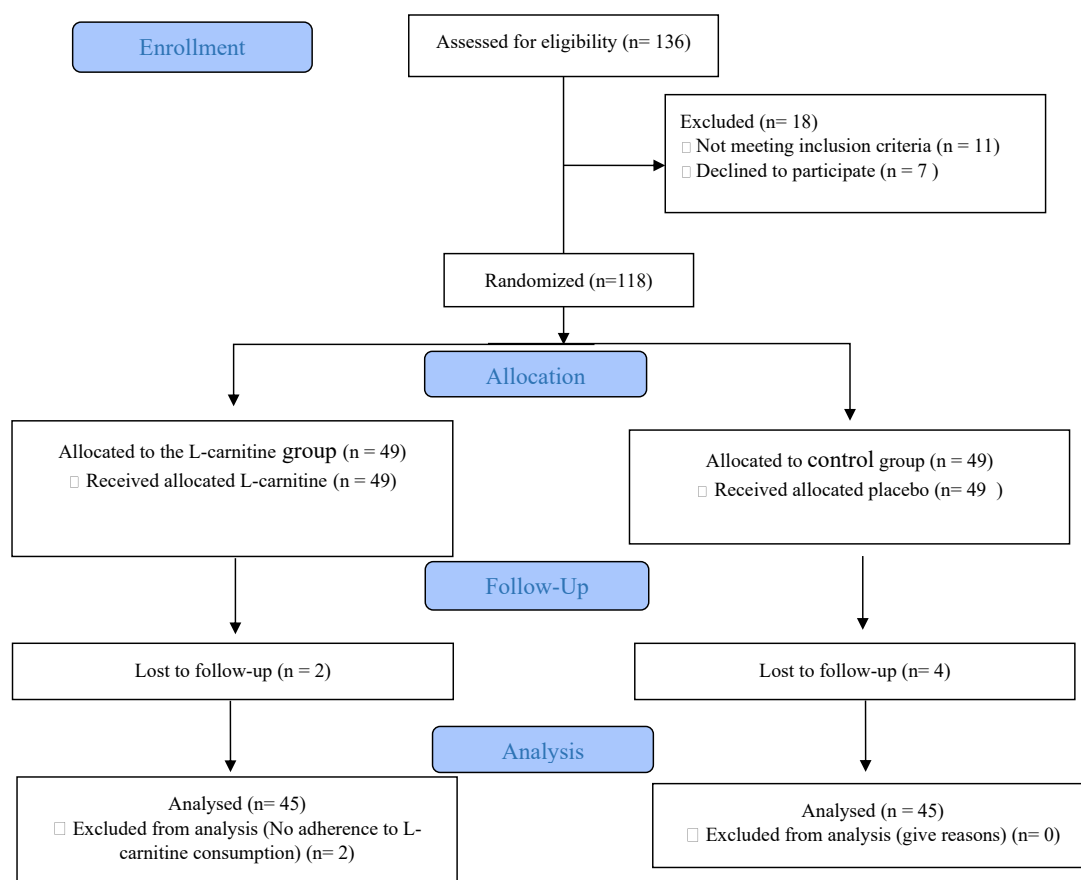 Enrollment
Assessed for eligibility (n= 136)
Excluded (n= 18)
□ Not meeting inclusion criteria (n = 11)
□ Declined to participate (n = 7 )
Randomized (n=118)
Allocation
Allocated to the L-carnitine group (n = 49)
□ Received allocated L-carnitine (n = 49)
Allocated to control group (n = 49)
□ Received allocated placebo (n= 49 )
Follow-Up
Lost to follow-up (n = 2)
Lost to follow-up (n= 4)
Analysis
Analysed (n= 45)
□ Excluded from analysis (No adherence to L-
carnitine consumption) (n= 2)
Analysed (n = 45)
□ Excluded from analysis (give reasons) (n= 0)